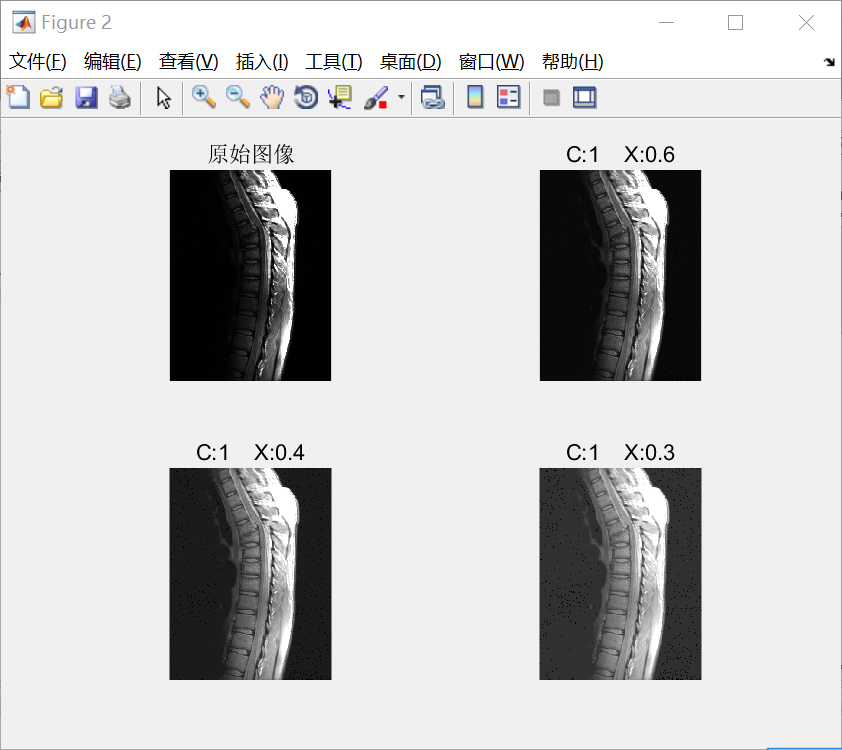 Figure 2
文件(F) 编辑(E) 查看(V) 插入(I) 工具(T) 桌面(D) 窗口(W) 帮助(H)
原始图像
C:1 X:0.6
C:1 X:0.4
C:1 X:0.3